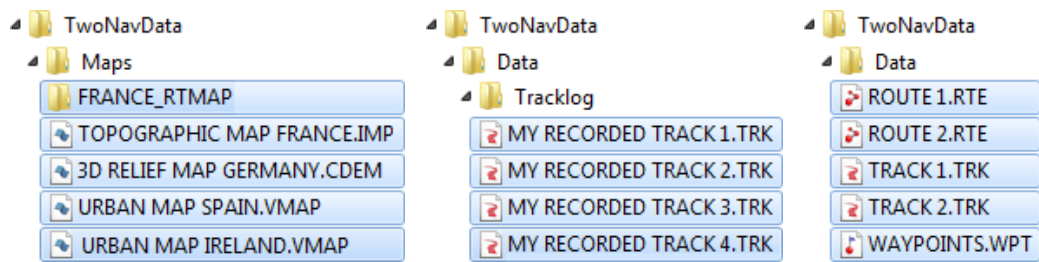 TwoNavData
Maps
FRANCE_RTMAP
TOPOGRAPHIC MAP FRANCE.IMP
3D RELIEF MAP GERMANY.CDEM
URBAN MAP SPAIN.VMAP
URBAN MAP IRELAND.VMAP
TwoNavData
Data
Tracklog
MY RECORDED TRACK 1.TRK
MY RECORDED TRACK 2.TRK
MY RECORDED TRACK 3.TRK
MY RECORDED TRACK 4.TRK
TwoNavData
Data
ROUTE 1.RTE
ROUTE 2.RTE
TRACK 1.TRK
TRACK 2.TRK
WAYPOINTS.WPT